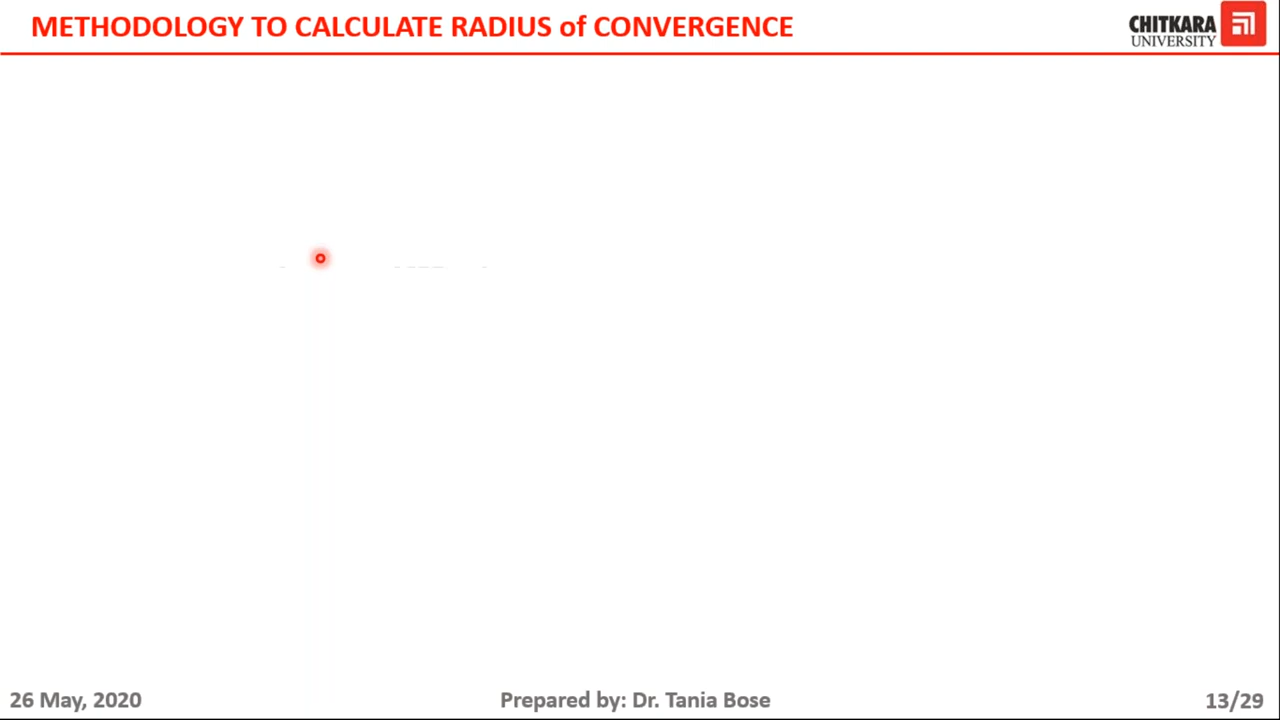 METHODOLOGY TO CALCULATE RADIUS of CONVERGENCE
CHITKARA
UNIVERSITY
26 May, 2020
Prepared by: Dr. Tania Bose
13/29